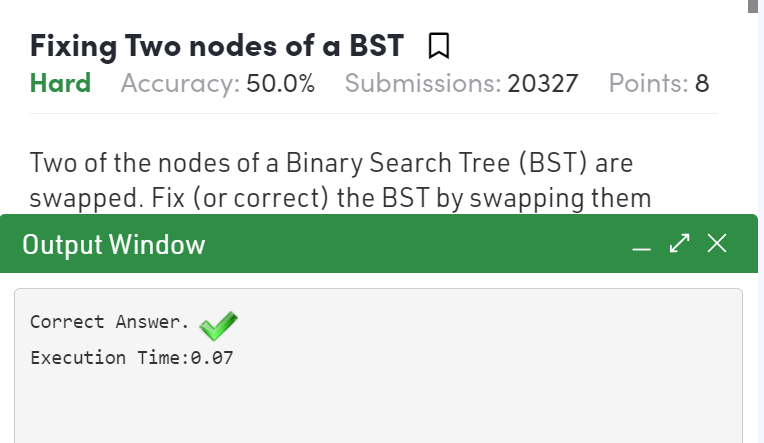 Fixing Two nodes of a BST
Hard Accuracy: 50.0% Submissions: 20327 Points: 8
Two of the nodes of a Binary Search Tree (BST) are
swapped. Fix (or correct) the BST by swapping them
Output Window
Correct Answer.
Execution Time:0.07